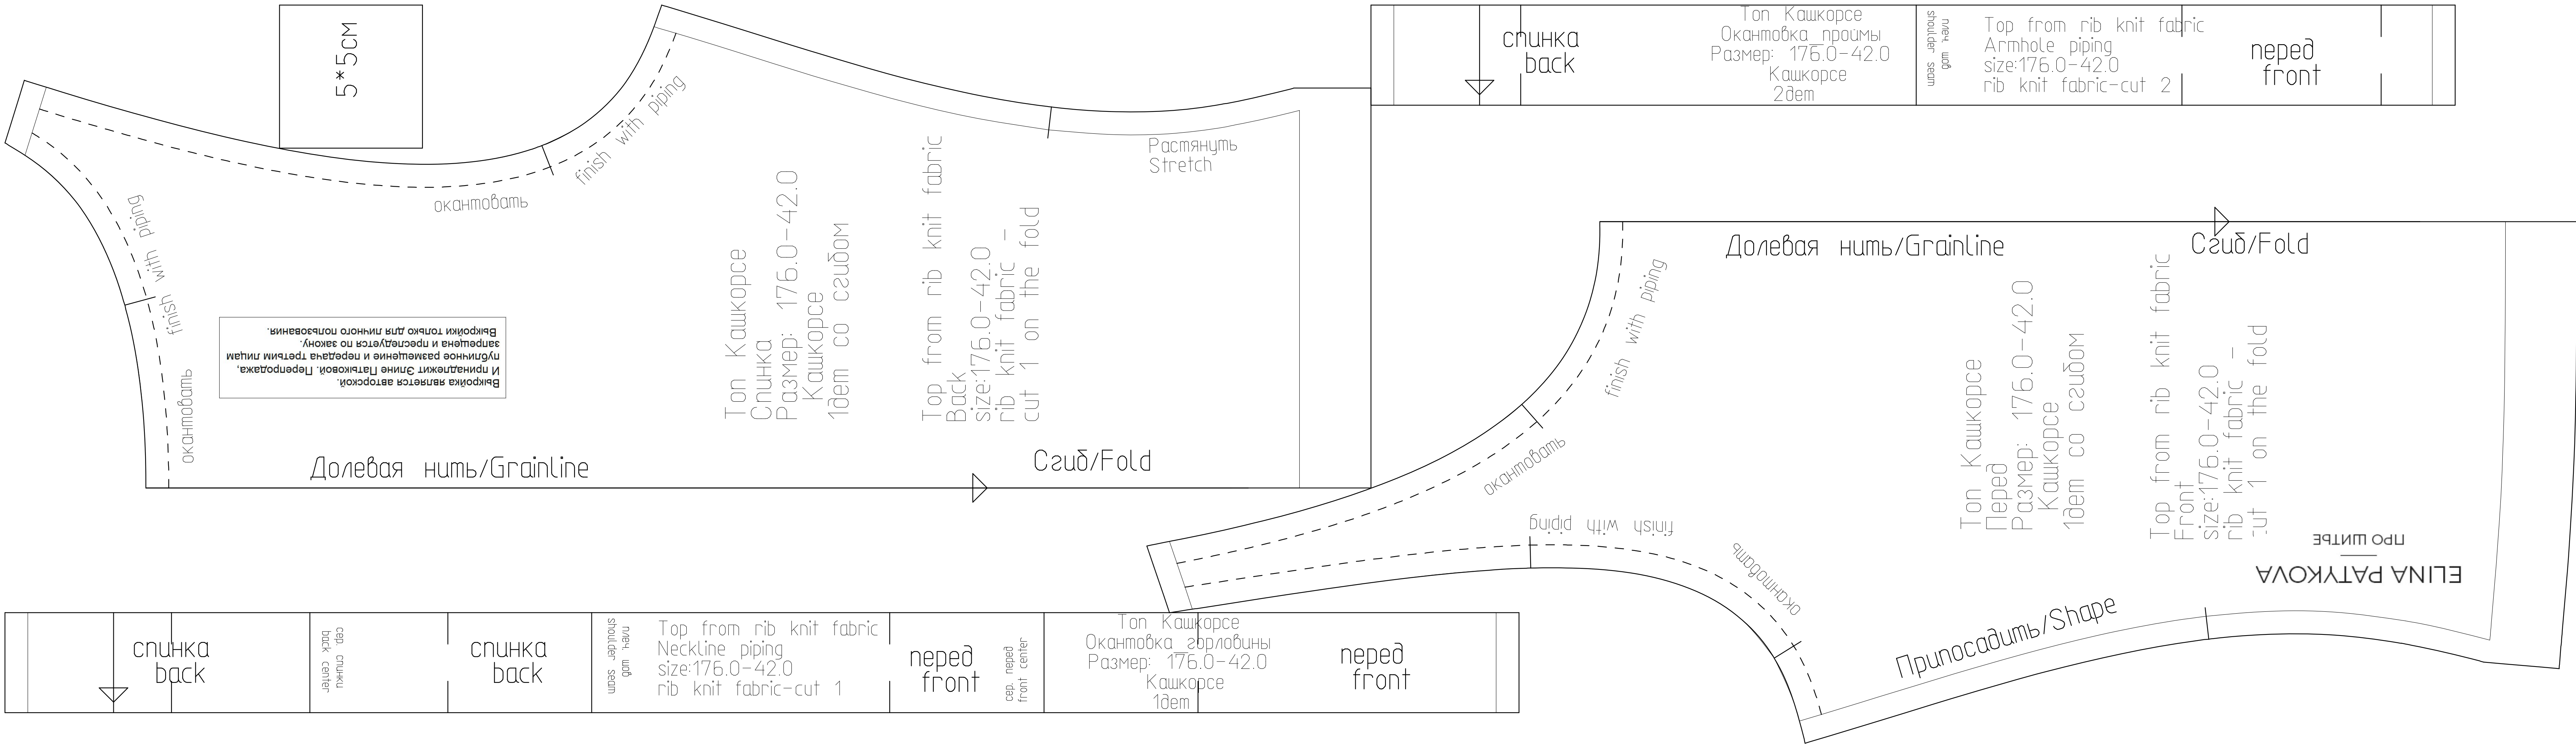 5*5см
finish with piping
окантовать
finish with piping
окантовать
Растянуть
Stretch
Выкройка является авторской.
И принадлежит Элине Патыковой. Перепродажа,
публичное размещение и передача третьим лицам
запрещена и преследуется по закону.
Выкройки только для личного пользования.
Топ Кашкорсе
Спинка
Размер: 176.0-42.0
Кашкорсе
1дет со сгибом
Top from rib knit fabric
Back
size:176.0-42.0
rib knit fabric -
cut 1 on the fold
Долевая нить/Grainline
Сгиб/Fold
спинка
back
Топ Кашкорсе
Окантовка_проймы
Размер: 176.0-42.0
Кашкорсе
2дет
плеч. шов
shoulder seam
Top from rib knit fabric
Armhole piping
size:176.0-42.0
rib knit fabric-cut 2
перед
front
Долевая нить/Grainline
Сгиб/Fold
finish with piping
окантовать
finish with piping
окантовать
Топ Кашкорсе
Перед
Размер: 176.0-42.0
Кашкорсе
1дет со сгибом
Top from rib knit fabric
Front
size:176.0-42.0
rib knit fabric -
cut 1 on the fold
ELINA PATYKOVA
ПРО ШИТЬЕ
Припосадить/Shape
спинка
back
сер. спинки
back center
спинка
back
плеч. шов
shoulder seam
Top from rib knit fabric
Neckline piping
size:176.0-42.0
rib knit fabric-cut 1
перед
front
сер. перед
front center
Топ Кашкорсе
Окантовка_горловины
Размер: 176.0-42.0
Кашкорсе
1дет
перед
front